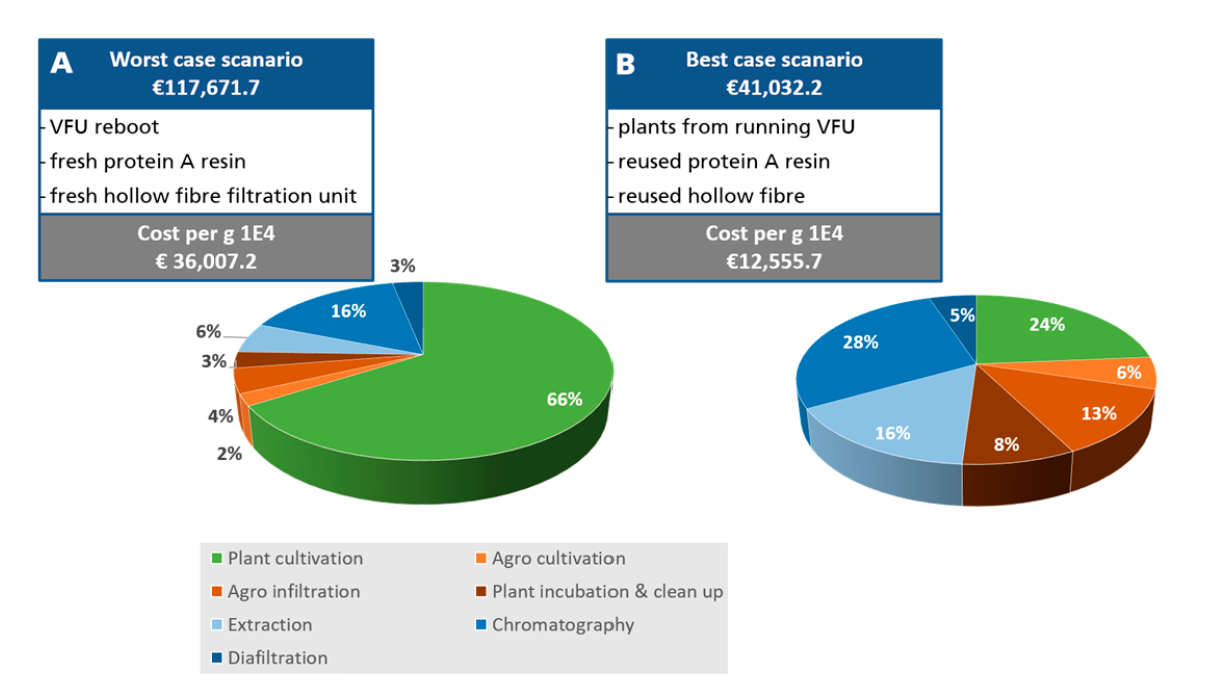 A Worst case scanario
€117,671.7
- VFU reboot
- fresh protein A resin
- fresh hollow fibre filtration unit
Cost per g 1E4
€ 36,007.2
B Best case scanario
€41,032.2
- plants from running VFU
- reused protein A resin
- reused hollow fibre
Cost per g 1E4
€12,555.7
3%
16%
6%
3%
66%
4%
2%
5%
24%
28%
6%
13%
16%
8%
Plant cultivation
Agro cultivation
Agro infiltration
Plant incubation & clean up
Extraction
Chromatography
Diafiltration